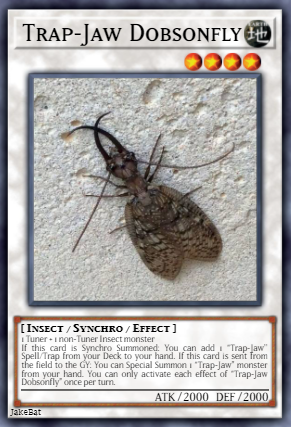 Trap-Jaw Dobsonfly
EARTH
地
[ Insect / Synchro / Effect ]
1 Tuner + 1 non-Tuner Insect monster
If this card is Synchro Summoned: You can add 1 "Trap-Jaw"
Spell/Trap from your Deck to your hand. If this card is sent from
the field to the GY: You can Special Summon 1 "Trap-Jaw" monster
from your hand. You can only activate each effect of "Trap-Jaw
Dobsonfly" once per turn.
ATK/2000 DEF/2000
JakeBat